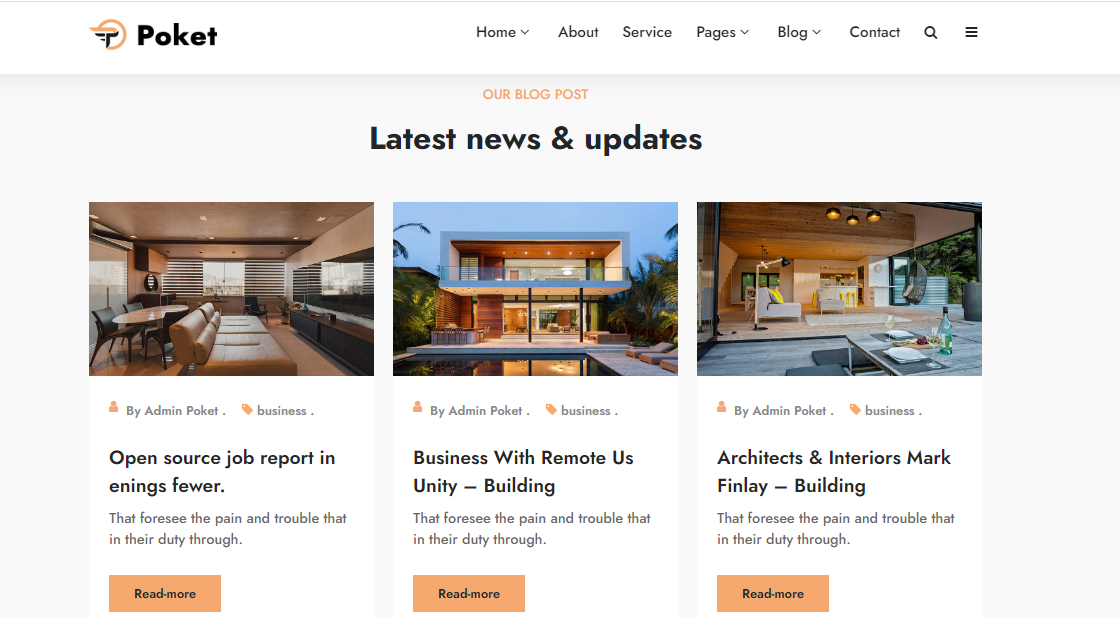 Poket
Home
About
Service
Pages
Blog
Contact
OUR BLOG POST
Latest news & updates
By Admin Poket . business .
Open source job report in
enings fewer.
That foresee the pain and trouble that
in their duty through.
Read-more
By Admin Poket . business .
Business With Remote Us
Unity – Building
That foresee the pain and trouble that
in their duty through.
Read-more
By Admin Poket . business .
Architects & Interiors Mark
Finlay – Building
That foresee the pain and trouble that
in their duty through.
Read-more